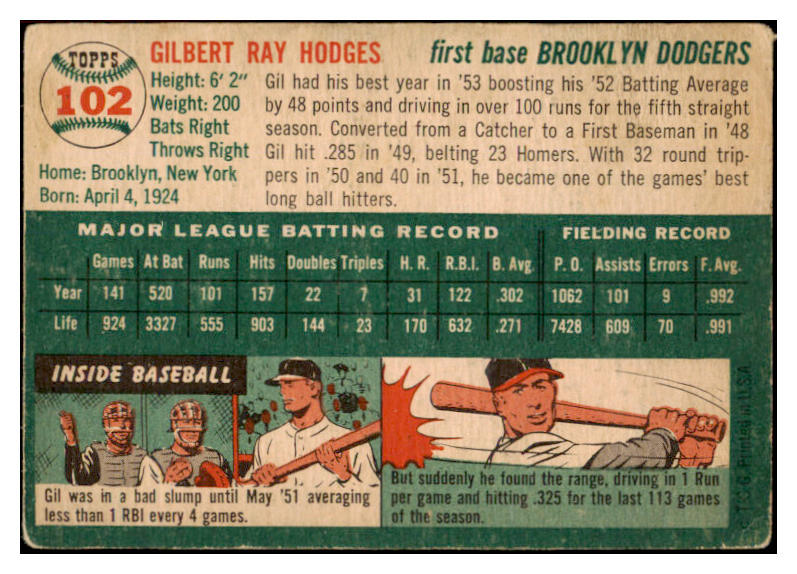 TOPPS
102
GILBERT RAY HODGES first base BROOKLYN DODGERS
Height: 6' 2"
Weight: 200
Bats Right
Throws Right
Home: Brooklyn, New York
Born: April 4, 1924
Gil had his best year in '53 boosting his '52 Batting Average
by 48 points and driving in over 100 runs for the fifth straight
season. Converted from a Catcher to a First Baseman in '48
Gil hit .285 in '49, belting 23 Homers. With 32 round trip-
pers in '50 and 40 in '51, he became one of the games' best
long ball hitters.
MAJOR LEAGUE BATTING RECORD FIELDING RECORD
Games At Bat Runs Hits Doubles Triples H. R. R.B.I. B. Avg. P. O. Assists Errors F. Avg.
Year 141 520 101 157 22 7 31 122 .302 1062 101 9 .992
Life 924 3327 555 903 144 23 170 632 .271 7428 609 70 .991
INSIDE BASEBALL
Gil was in a bad slump until May '51 averaging
less than 1 RBI every 4 games.
But suddenly he found the range, driving in 1 Run
per game and hitting .325 for the last 113 games
of the season.
T.C.G. Printed in U.S.A.